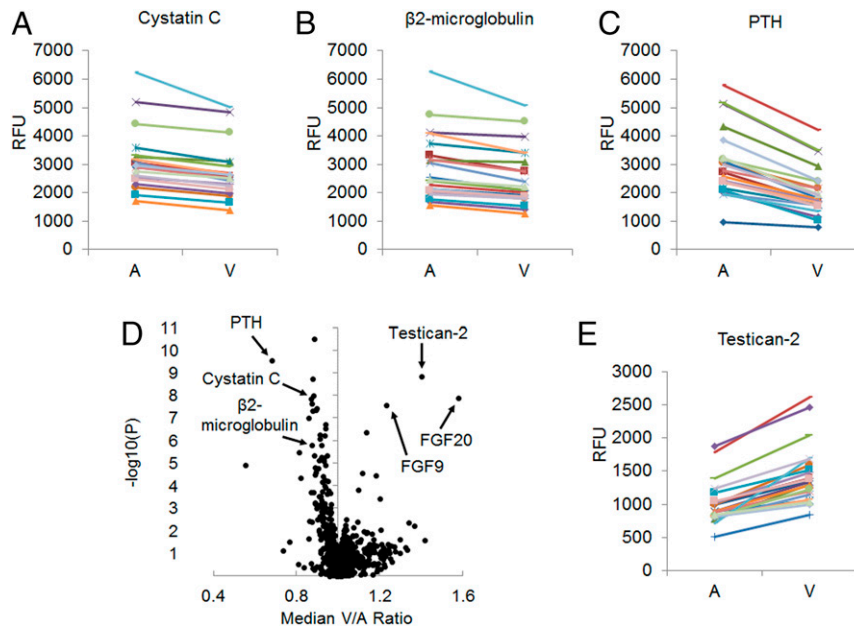 A
Cystatin C
7000
6000
5000
4000
3000
2000
1000
0
RFU
A V
B
β2-microglobulin
7000
6000
5000
4000
3000
2000
1000
0
RFU
A V
C
PTH
7000
6000
5000
4000
3000
2000
1000
0
RFU
A V
D
11
10
9
8
7
6
5
4
3
2
1
-log10(P)
PTH
Cystatin C
β2-
microglobulin
Testican-2
FGF20
FGF9
0.4 0.8 1.2 1.6
Median V/A Ratio
E
Testican-2
3000
2500
2000
1500
1000
500
0
RFU
A V